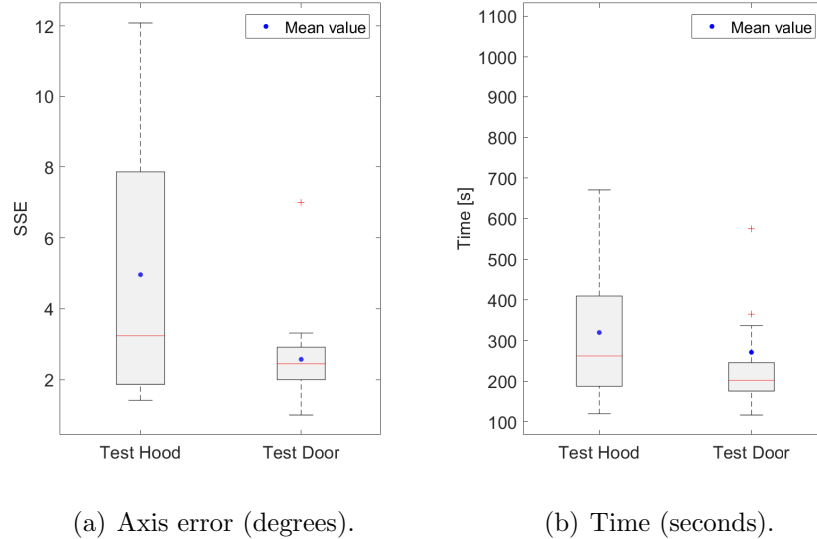 12
10
8
6
4
2
SSE
Mean value
Test Hood
Test Door
(a) Axis error (degrees).
1100
1000
900
800
700
600
500
400
300
200
100
Time [s]
Mean value
Test Hood
Test Door
(b) Time (seconds).